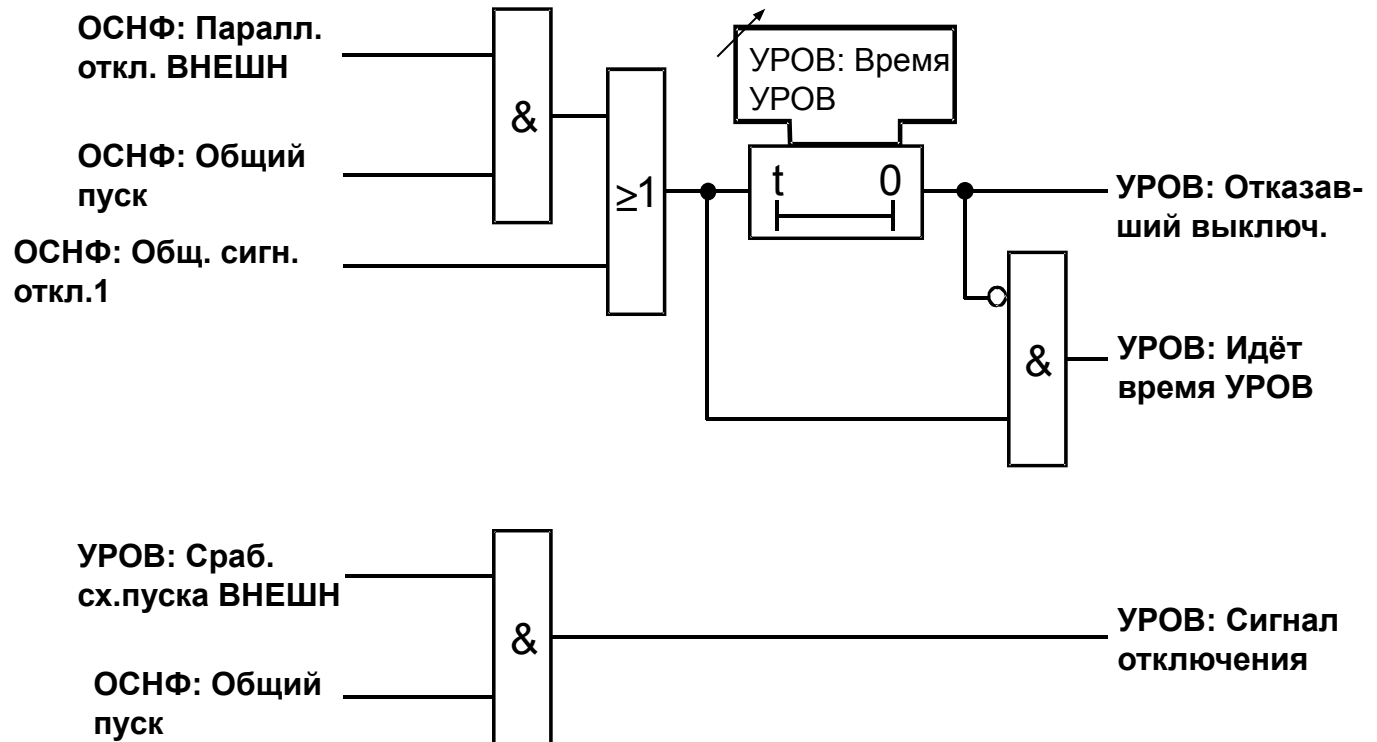 ОСНФ: Паралл.
откл. ВНЕШН
ОСНФ: Общий
пуск
ОСНФ: Общ. сигн.
откл.1
&
≥1
УРОВ: Время
УРОВ
t 0
УРОВ: Отказав-
ший выключ.
&
УРОВ: Идёт
время УРОВ
УРОВ: Сраб.
сх.пуска ВНЕШН
ОСНФ: Общий
пуск
&
УРОВ: Сигнал
отключения